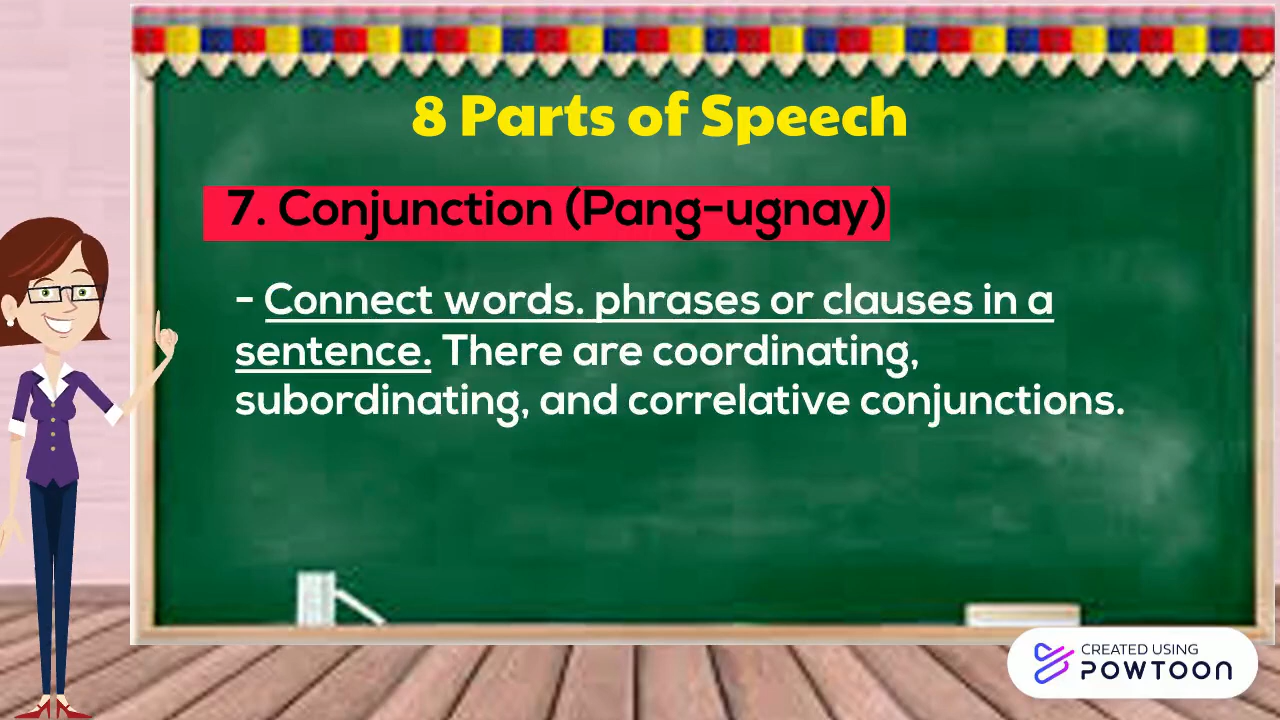 8 Parts of Speech
7. Conjunction (Pang-ugnay)
- Connect words. phrases or clauses in a
sentence. There are coordinating,
subordinating, and correlative conjunctions.
CREATED USING
POWTOON